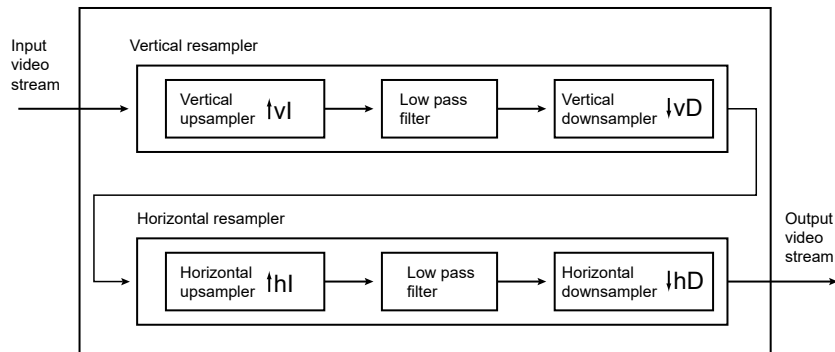 Input
video
stream
Vertical resampler
Vertical
upsampler ↑vI
Low pass
filter
Vertical
downsampler ↓vD
Horizontal resampler
Horizontal
upsampler ↑hI
Low pass
filter
Horizontal
downsampler ↓hD
Output
video
stream